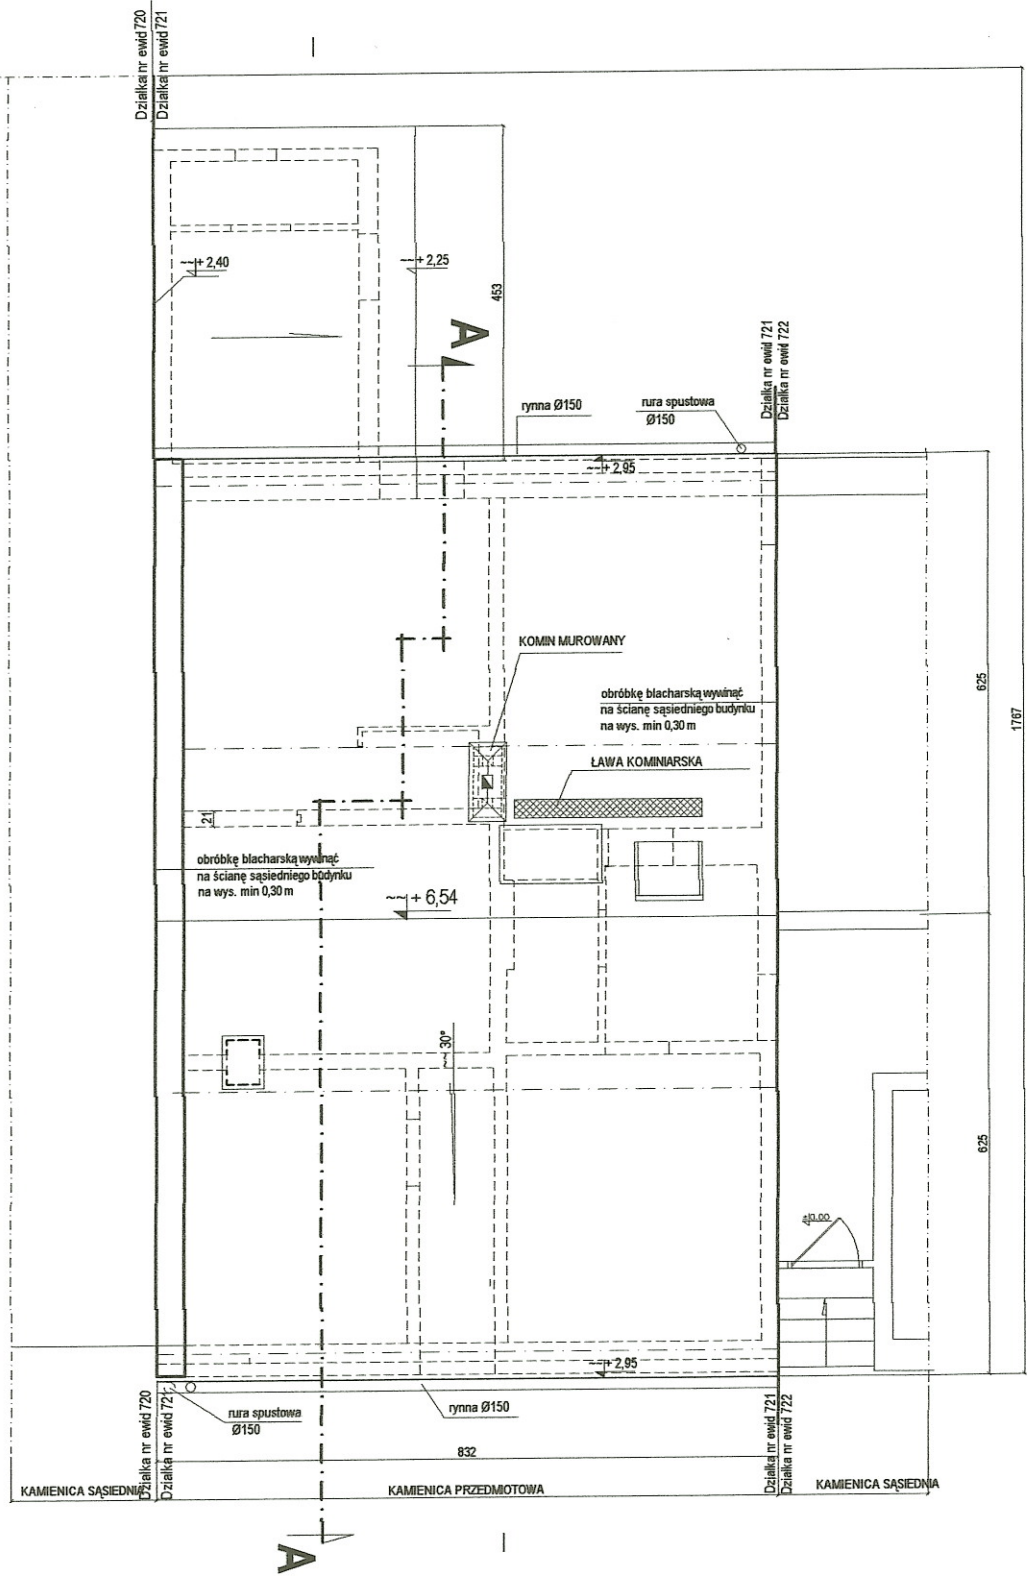 Działka nr ewid 720
Działka nr ewid 721
~~+ 2,40
~~+ 2,25
453
A
Działka nr ewid 721
Działka nr ewid 722
rynna Ø150
rura spustowa
Ø150
~~+ 2,95
KOMIN MUROWANY
625
1767
obróbkę blacharską wywinąć
na ścianę sąsiedniego budynku
na wys. min 0,30 m
ŁAWA KOMINIARSKA
21
obróbkę blacharską wywinąć
na ścianę sąsiedniego budynku
na wys. min 0,30 m
~~+ 6,54
~30°
625
±0.00
~~+ 2,95
Działka nr ewid 720
Działka nr ewid 721
rura spustowa
Ø150
rynna Ø150
832
Działka nr ewid 721
Działka nr ewid 722
KAMIENICA SĄSIEDNIA
KAMIENICA PRZEDMIOTOWA
KAMIENICA SĄSIEDNIA
A